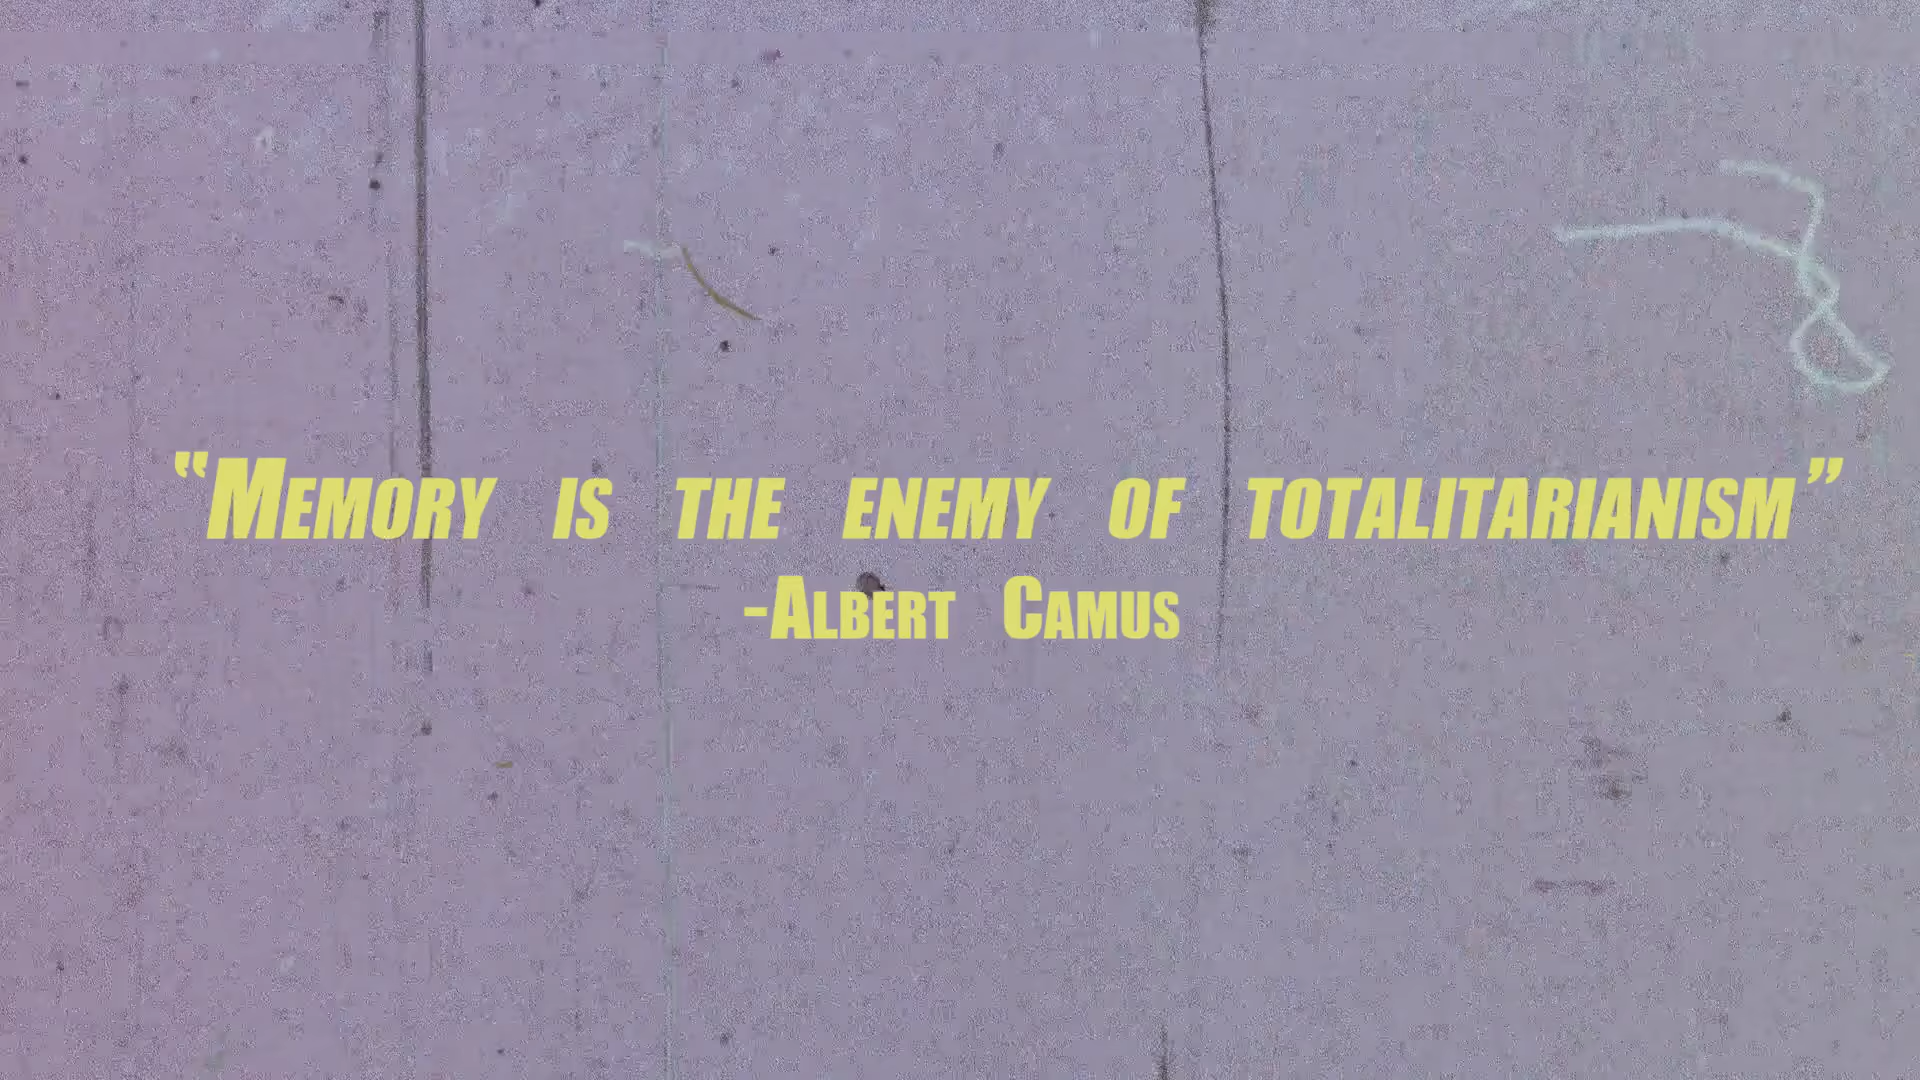 “Memory is the enemy of totalitarianism”
-Albert Camus